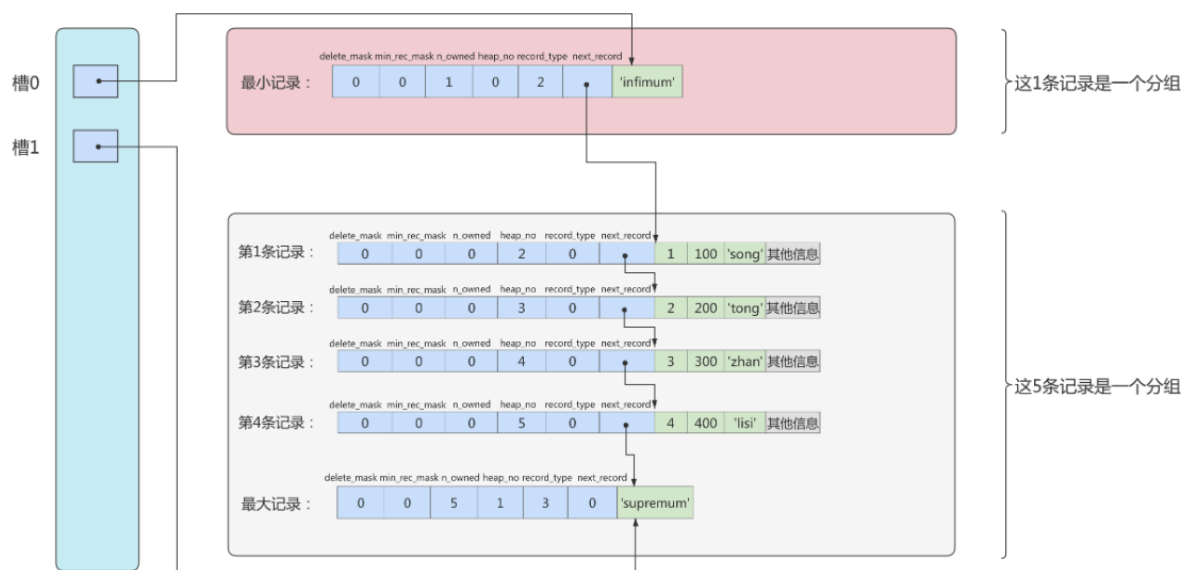 delete_mask min_rec_mask n_owned heap_no record_type next_record
槽0
最小记录： 0 0 1 0 2 'infimum'
这1条记录是一个分组
槽1
delete_mask min_rec_mask n_owned heap_no record_type next_record
第1条记录： 0 0 0 2 0 1 100 'song' 其他信息
delete_mask min_rec_mask n_owned heap_no record_type next_record
第2条记录： 0 0 0 3 0 2 200 'tong' 其他信息
delete_mask min_rec_mask n_owned heap_no record_type next_record
第3条记录： 0 0 0 4 0 3 300 'zhan' 其他信息
这5条记录是一个分组
delete_mask min_rec_mask n_owned heap_no record_type next_record
第4条记录： 0 0 0 5 0 4 400 'lisi' 其他信息
delete_mask min_rec_mask n_owned heap_no record_type next_record
最大记录： 0 0 5 1 3 0 'supremum'